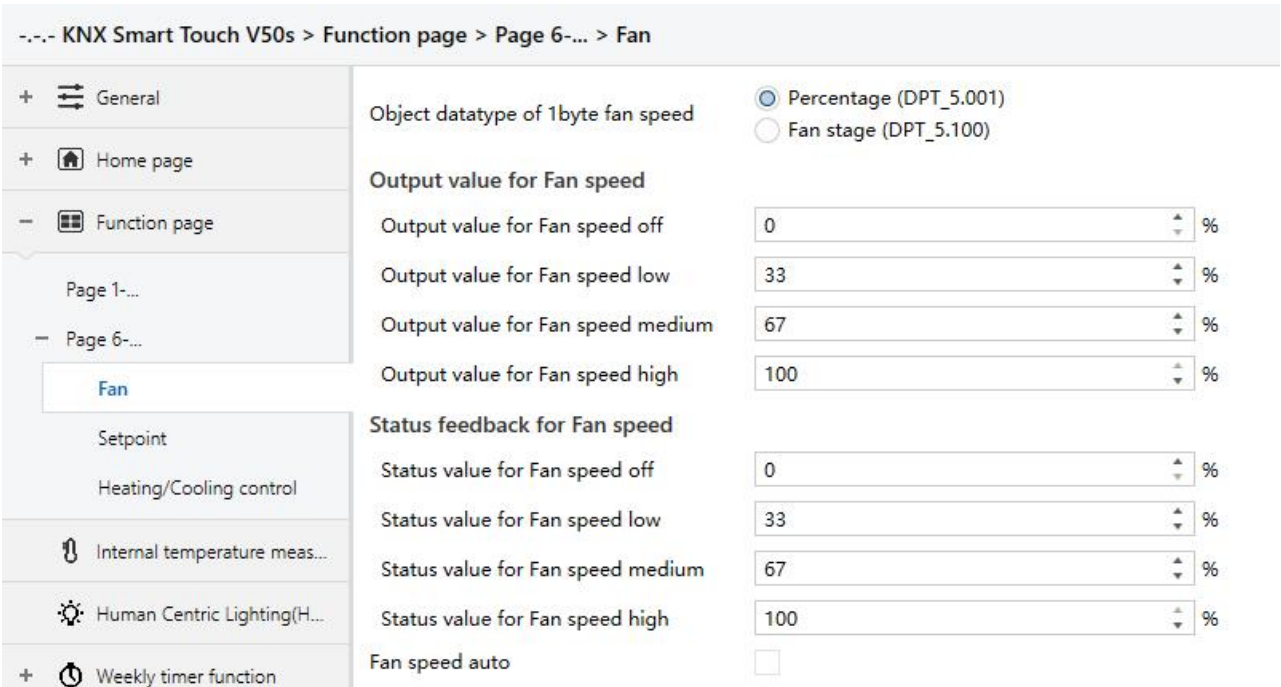 -.-.- KNX Smart Touch V50s > Function page > Page 6-... > Fan
+ General
+ Home page
− Function page
Page 1-...
− Page 6-...
Fan
Setpoint
Heating/Cooling control
Internal temperature meas...
Human Centric Lighting(H...
+ Weekly timer function
Object datatype of 1byte fan speed
Percentage (DPT_5.001)
Fan stage (DPT_5.100)
Output value for Fan speed
Output value for Fan speed off 0 %
Output value for Fan speed low 33 %
Output value for Fan speed medium 67 %
Output value for Fan speed high 100 %
Status feedback for Fan speed
Status value for Fan speed off 0 %
Status value for Fan speed low 33 %
Status value for Fan speed medium 67 %
Status value for Fan speed high 100 %
Fan speed auto